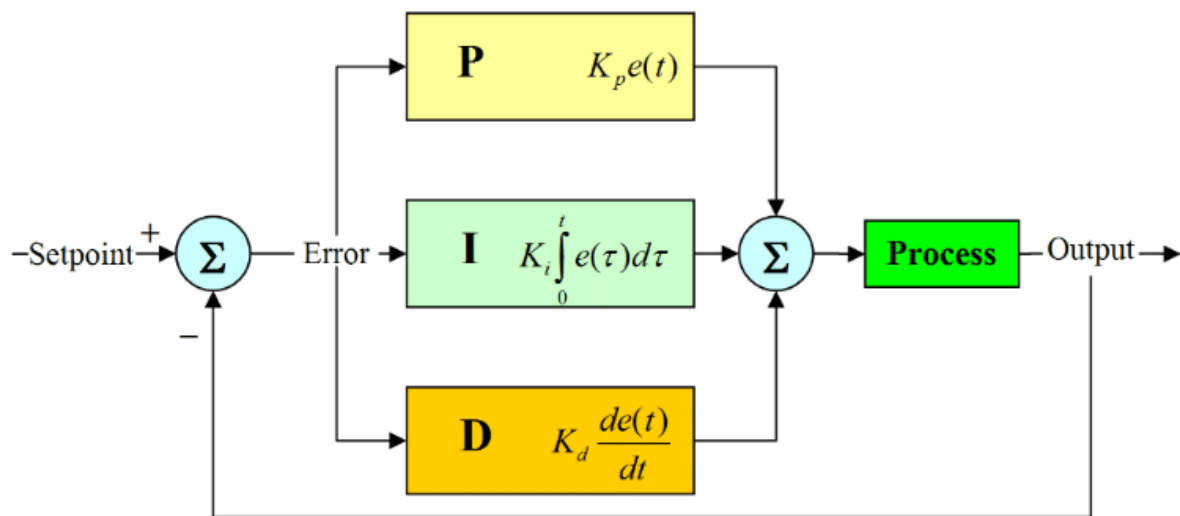 P K_p e(t)
–Setpoint + Σ Error I K_i ∫_0^t e(τ)dτ Σ Process Output
–
D K_d de(t)/dt